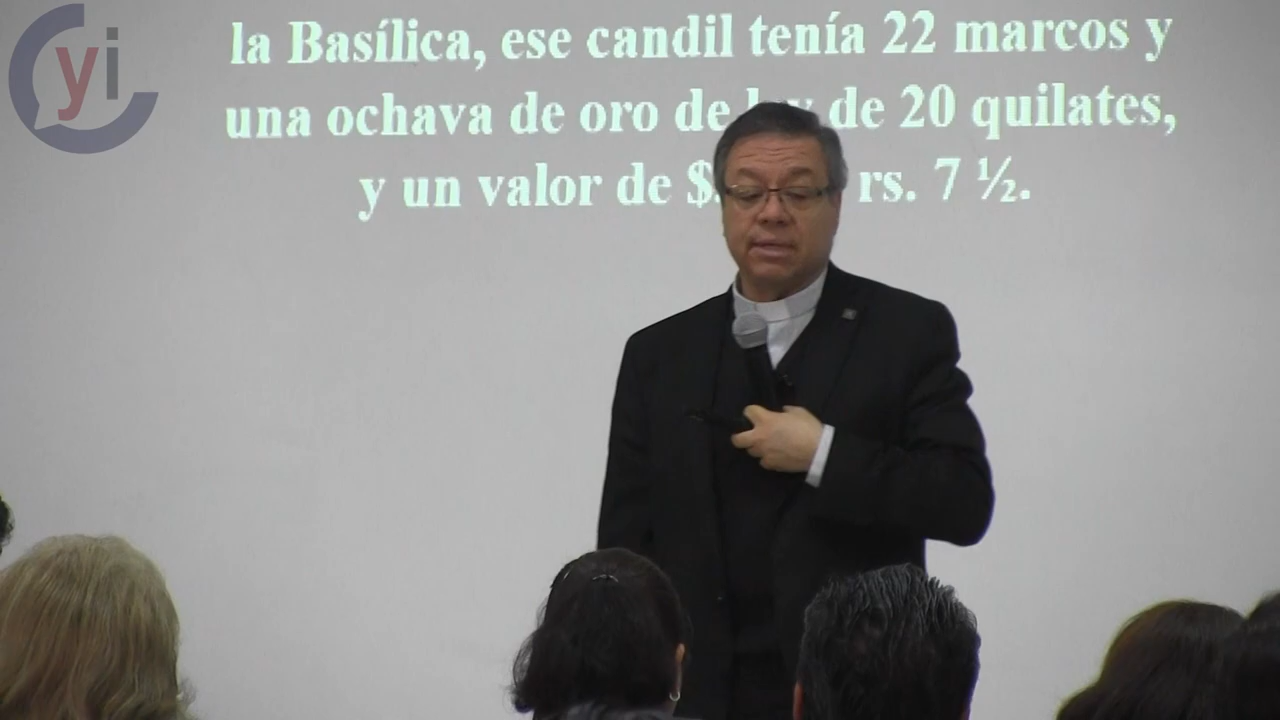 yi
la Basílica, ese candil tenía 22 marcos y
una ochava de oro de ley de 20 quilates,
y un valor de $ rs. 7 ½.